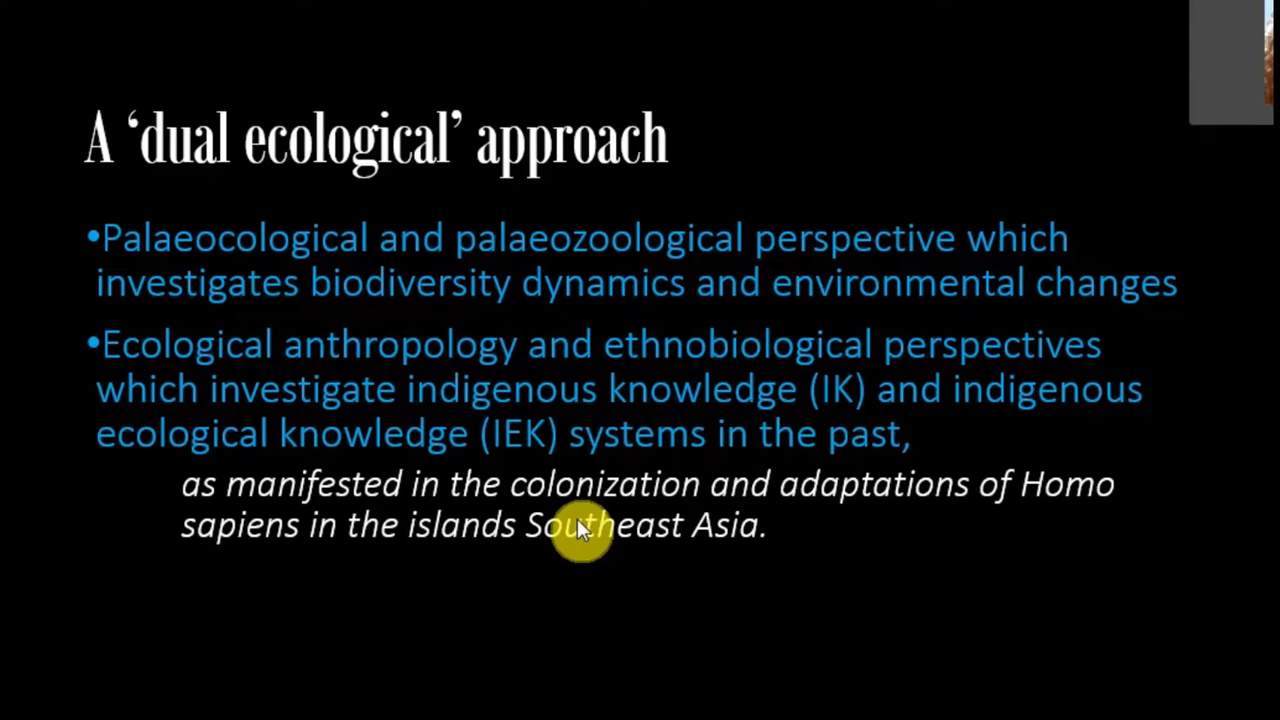 A ‘dual ecological’ approach
•Palaeocological and palaeozoological perspective which
investigates biodiversity dynamics and environmental changes
•Ecological anthropology and ethnobiological perspectives
which investigate indigenous knowledge (IK) and indigenous
ecological knowledge (IEK) systems in the past,
as manifested in the colonization and adaptations of Homo
sapiens in the islands Southeast Asia.